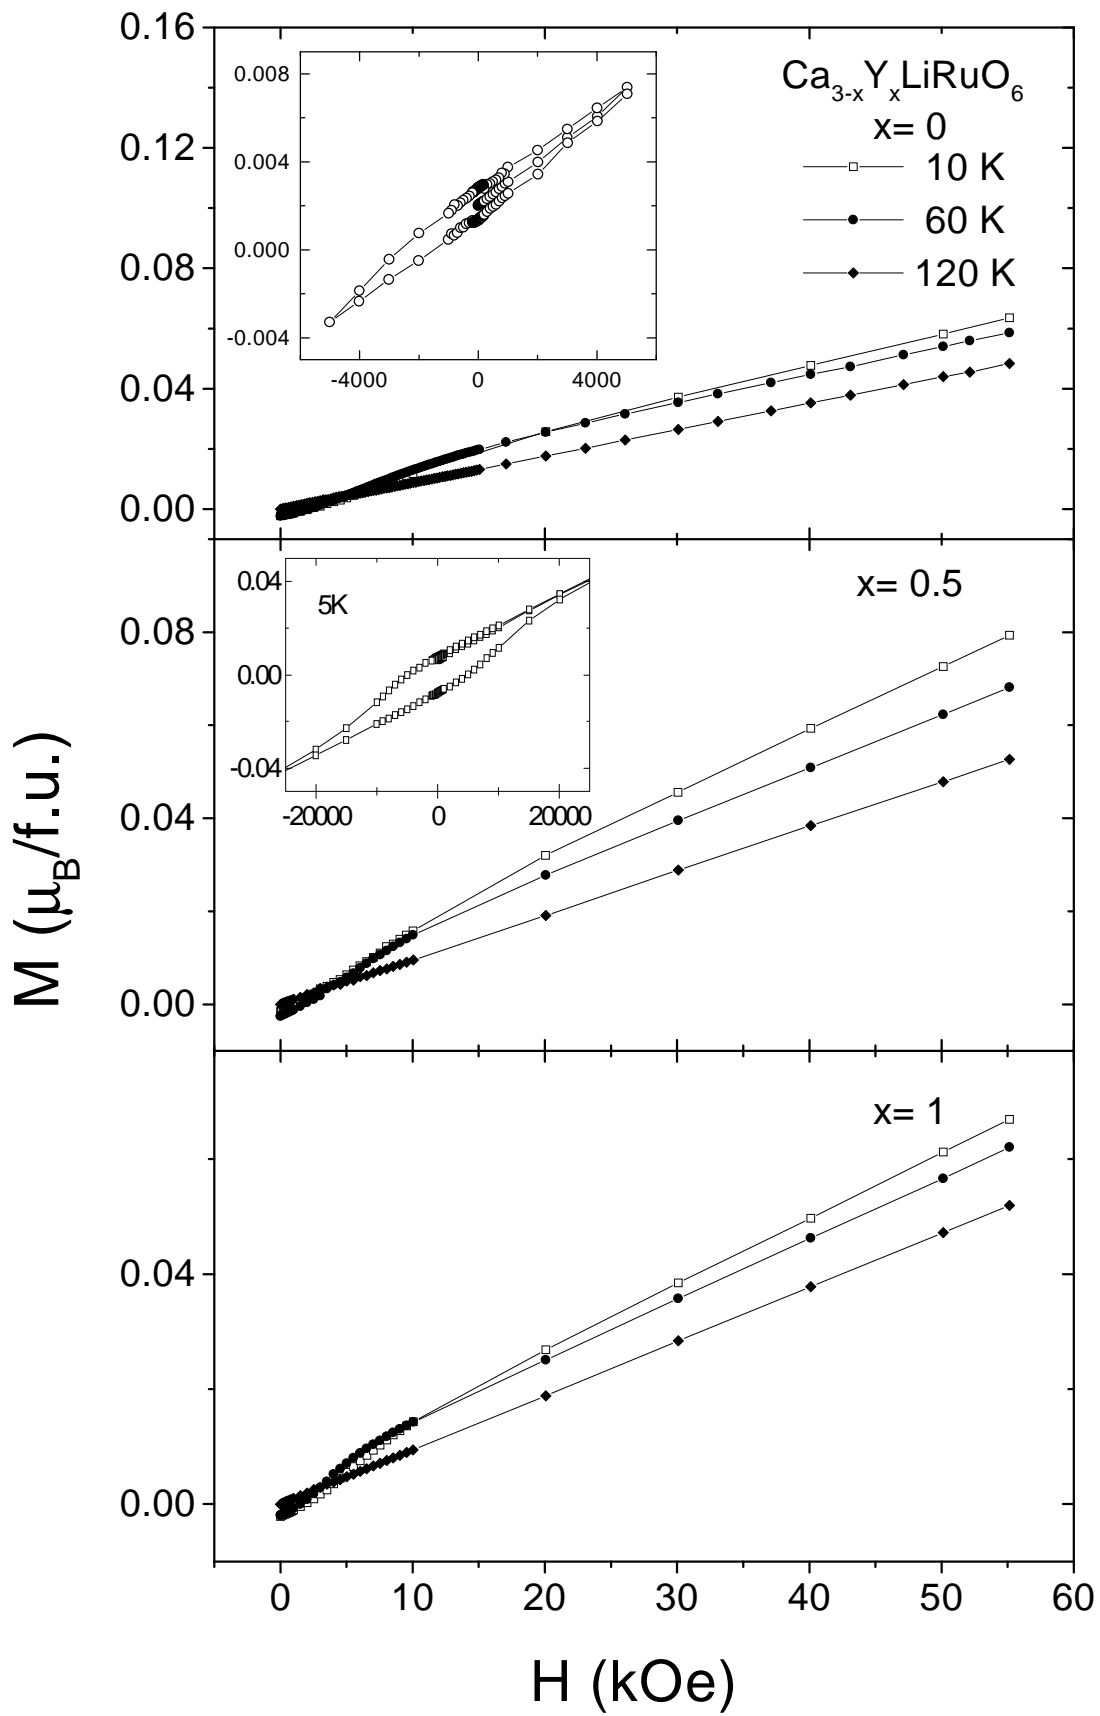 0.16
0.12
0.08
0.04
0.00
0.008
0.004
0.000
-0.004
-4000 0 4000
Ca3-xYxLiRuO6
x= 0
10 K
60 K
120 K
0.04
0.00
-0.04
5K
-20000 0 20000
x= 0.5
0.08
0.04
0.00
M (μB/f.u.)
x= 1
0.04
0.00
0 10 20 30 40 50 60
H (kOe)